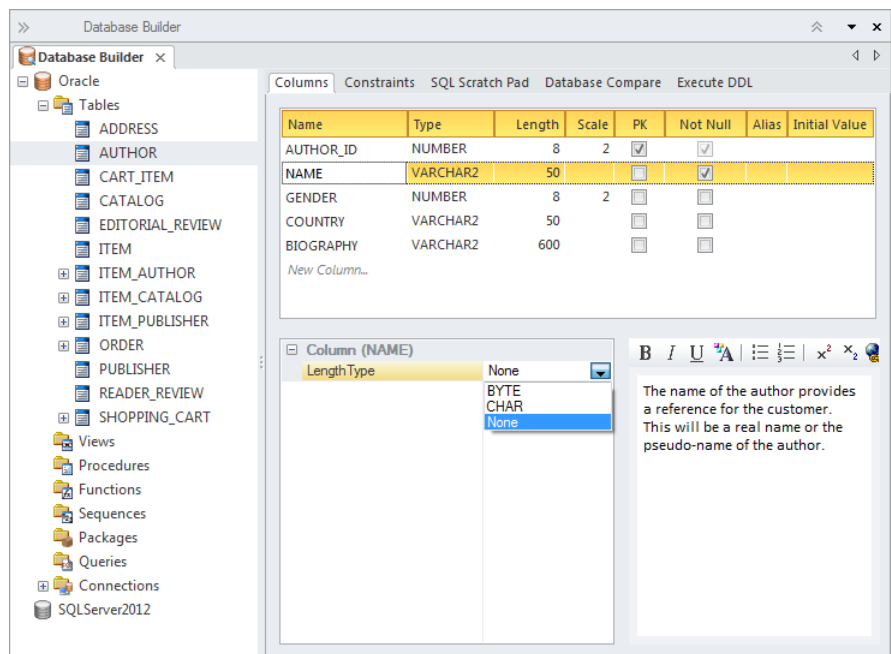 Database Builder
Database Builder
Oracle
Tables
ADDRESS
AUTHOR
CART_ITEM
CATALOG
EDITORIAL_REVIEW
ITEM
ITEM_AUTHOR
ITEM_CATALOG
ITEM_PUBLISHER
ORDER
PUBLISHER
READER_REVIEW
SHOPPING_CART
Views
Procedures
Functions
Sequences
Packages
Queries
Connections
SQLServer2012
Columns Constraints SQL Scratch Pad Database Compare Execute DDL
Name Type Length Scale PK Not Null Alias Initial Value
AUTHOR_ID NUMBER 8 2
NAME VARCHAR2 50
GENDER NUMBER 8 2
COUNTRY VARCHAR2 50
BIOGRAPHY VARCHAR2 600
New Column...
Column (NAME)
LengthType None
BYTE
CHAR
None
B I U A x² x₂
The name of the author provides
a reference for the customer.
This will be a real name or the
pseudo-name of the author.